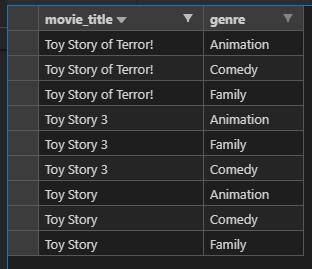 movie_title genre
Toy Story of Terror! Animation
Toy Story of Terror! Comedy
Toy Story of Terror! Family
Toy Story 3 Animation
Toy Story 3 Family
Toy Story 3 Comedy
Toy Story Animation
Toy Story Comedy
Toy Story Family